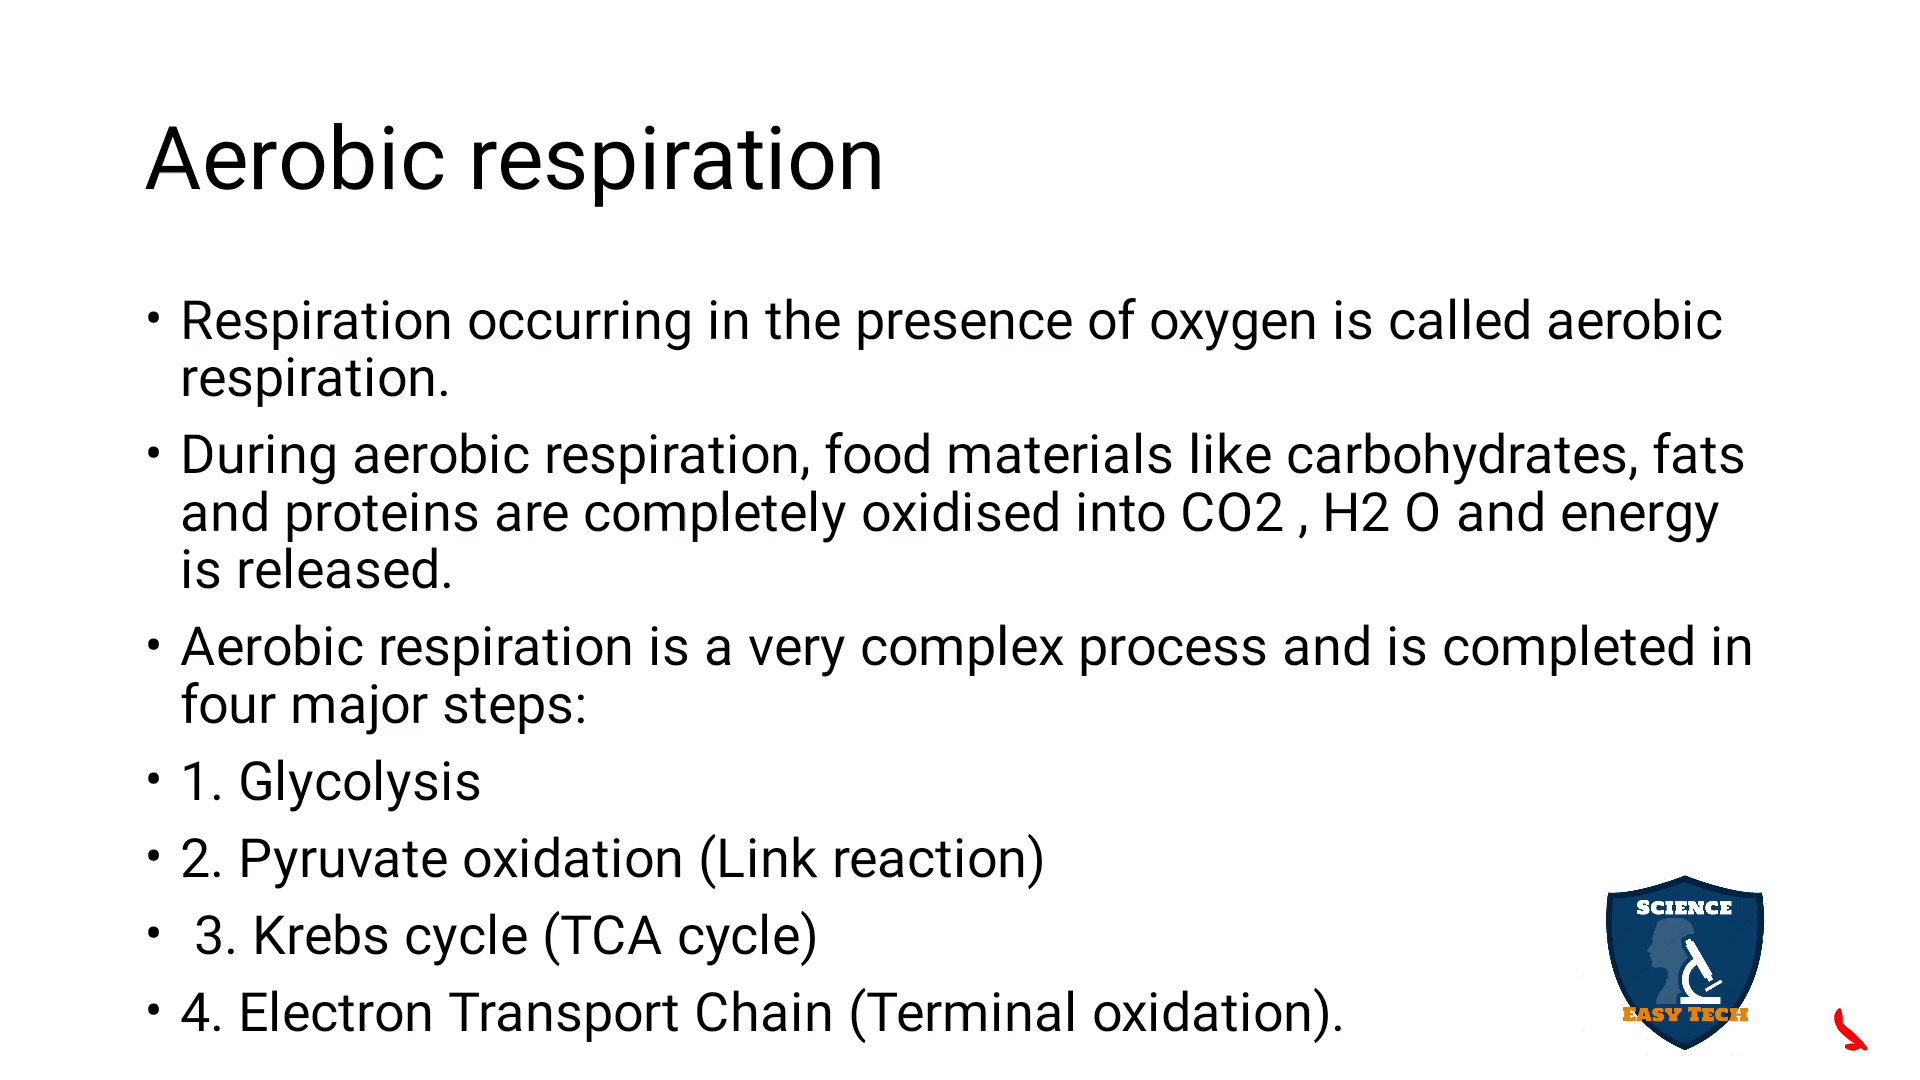 Aerobic respiration
• Respiration occurring in the presence of oxygen is called aerobic
respiration.
• During aerobic respiration, food materials like carbohydrates, fats
and proteins are completely oxidised into CO2 , H2 O and energy
is released.
• Aerobic respiration is a very complex process and is completed in
four major steps:
• 1. Glycolysis
• 2. Pyruvate oxidation (Link reaction)
• 3. Krebs cycle (TCA cycle)
• 4. Electron Transport Chain (Terminal oxidation).
SCIENCE
EASY TECH